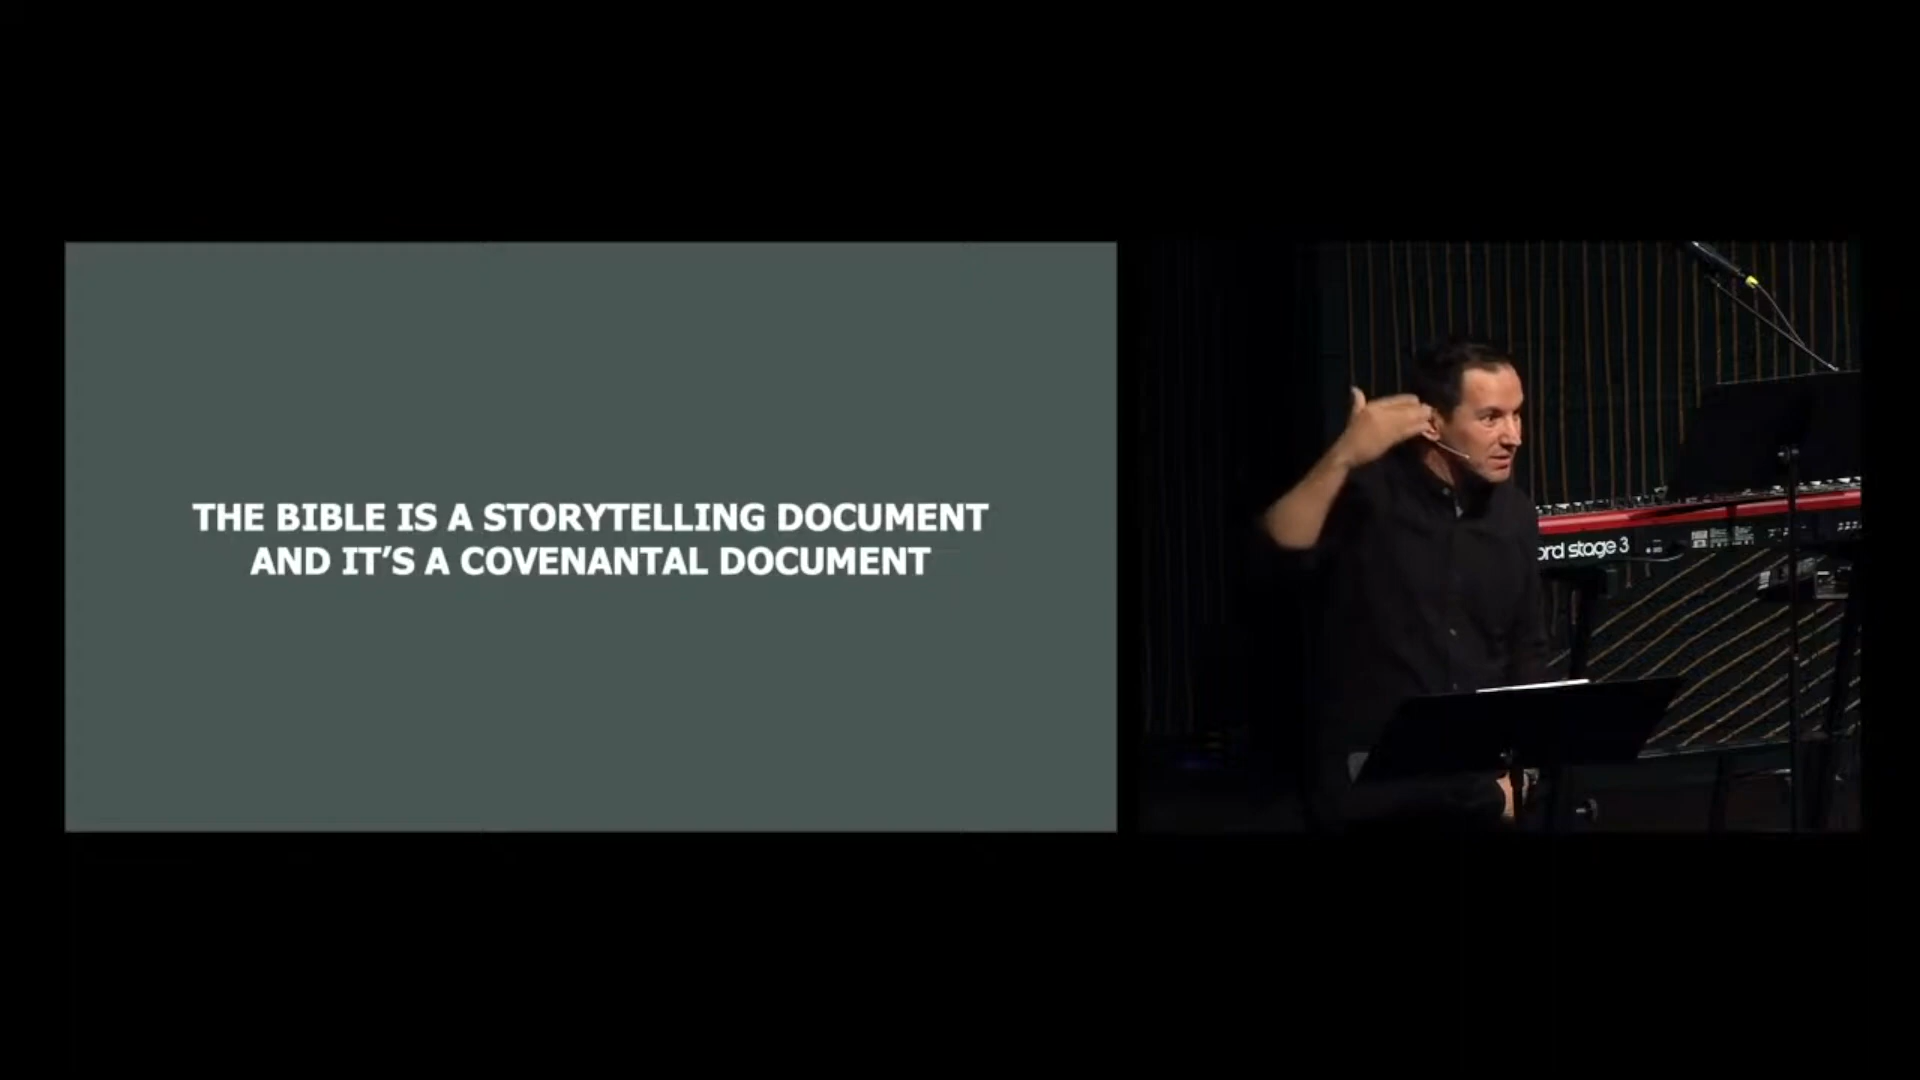 THE BIBLE IS A STORYTELLING DOCUMENT
AND IT'S A COVENANTAL DOCUMENT
ord stage 3